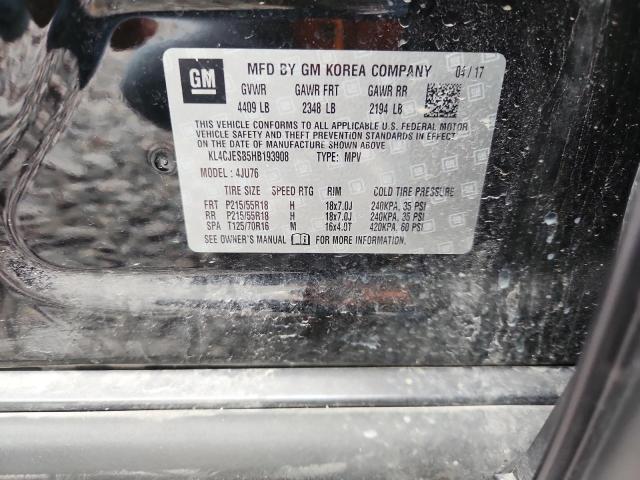 GM
MFD BY GM KOREA COMPANY 04/17
GVWR GAWR FRT GAWR RR
4409 LB 2348 LB 2194 LB
THIS VEHICLE CONFORMS TO ALL APPLICABLE U.S. FEDERAL MOTOR
VEHICLE SAFETY AND THEFT PREVENTION STANDARDS IN EFFECT
ON THE DATE OF MANUFACTURE SHOWN ABOVE.
KL4CJESB5HB193908 TYPE: MPV
MODEL: 4JU76
TIRE SIZE SPEED RTG RIM COLD TIRE PRESSURE
FRT P215/55R18 H 18x7.0J 240KPA, 35 PSI
RR P215/55R18 H 18x7.0J 240KPA, 35 PSI
SPA T125/70R16 M 16x4.0T 420KPA, 60 PSI
SEE OWNER'S MANUAL FOR MORE INFORMATION.